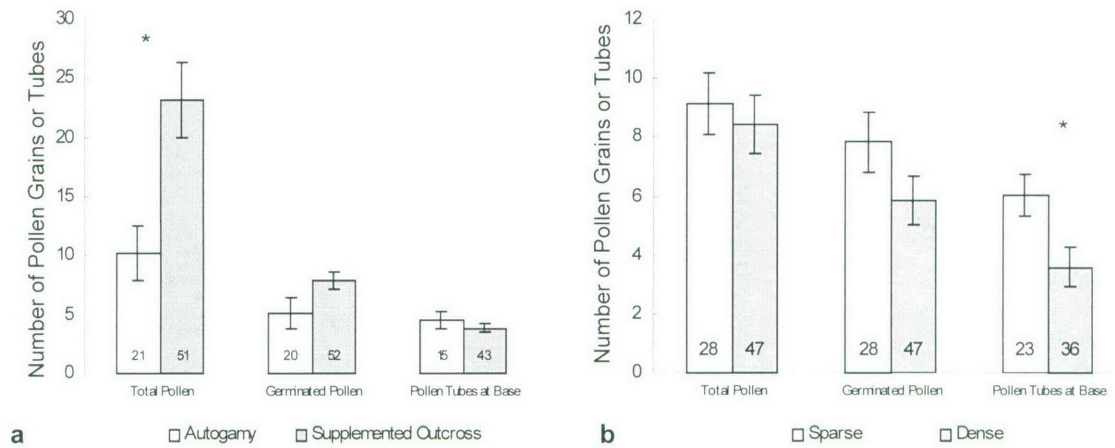 Number of Pollen Grains or Tubes
30
25
20
15
10
5
0
*
21
51
20
52
15
43
Total Pollen
Germinated Pollen
Pollen Tubes at Base
a
Autogamy
Supplemented Outcross
Number of Pollen Grains or Tubes
12
10
8
6
4
2
0
*
28
47
28
47
23
36
Total Pollen
Germinated Pollen
Pollen Tubes at Base
b
Sparse
Dense